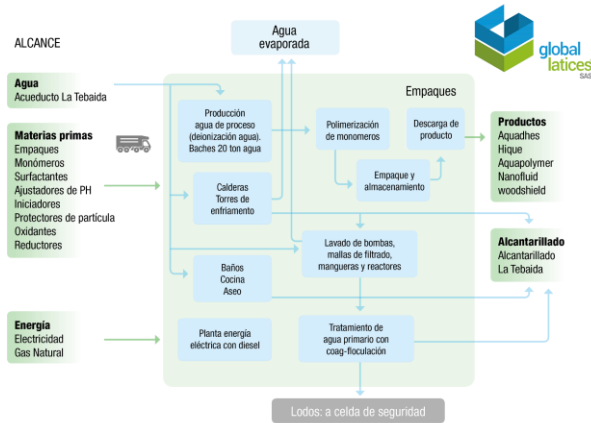 ALCANCE
Agua
evaporada
global
latices
SAS
Agua
Acueducto La Tebaida
Empaques
Materias primas
Empaques
Monómeros
Surfactantes
Ajustadores de PH
Iniciadores
Protectores de partícula
Oxidantes
Reductores
Producción
agua de proceso
(deionización agua).
Baches 20 ton agua
Polimerización
de monomeros
Descarga de
producto
Productos
Aquadhes
Hique
Aquapolymer
Nanofluid
woodshield
Empaque y
almacenamiento
Calderas
Torres de
enfriamento
Lavado de bombas,
mallas de filtrado,
mangueras y reactores
Alcantarillado
Alcantarillado
La Tebaida
Baños
Cocina
Aseo
Energía
Electricidad
Gas Natural
Planta energía
eléctrica con diesel
Tratamiento de
agua primario con
coag-floculación
Lodos: a celda de seguridad